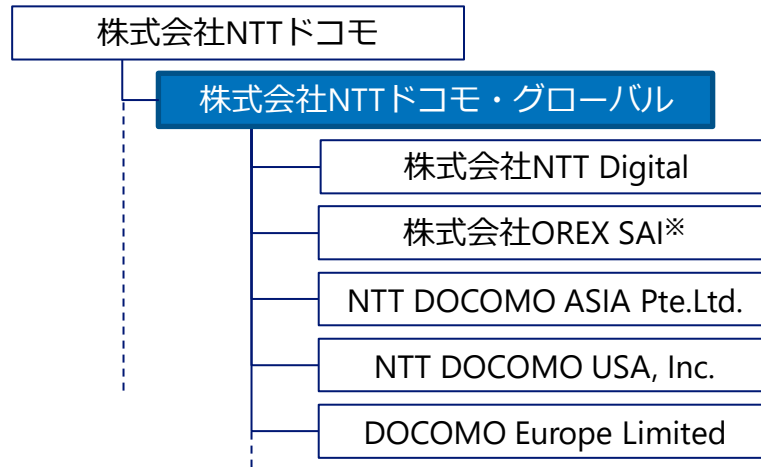 株式会社NTTドコモ
株式会社NTTドコモ・グローバル
株式会社NTT Digital
株式会社OREX SAI※
NTT DOCOMO ASIA Pte.Ltd.
NTT DOCOMO USA, Inc.
DOCOMO Europe Limited